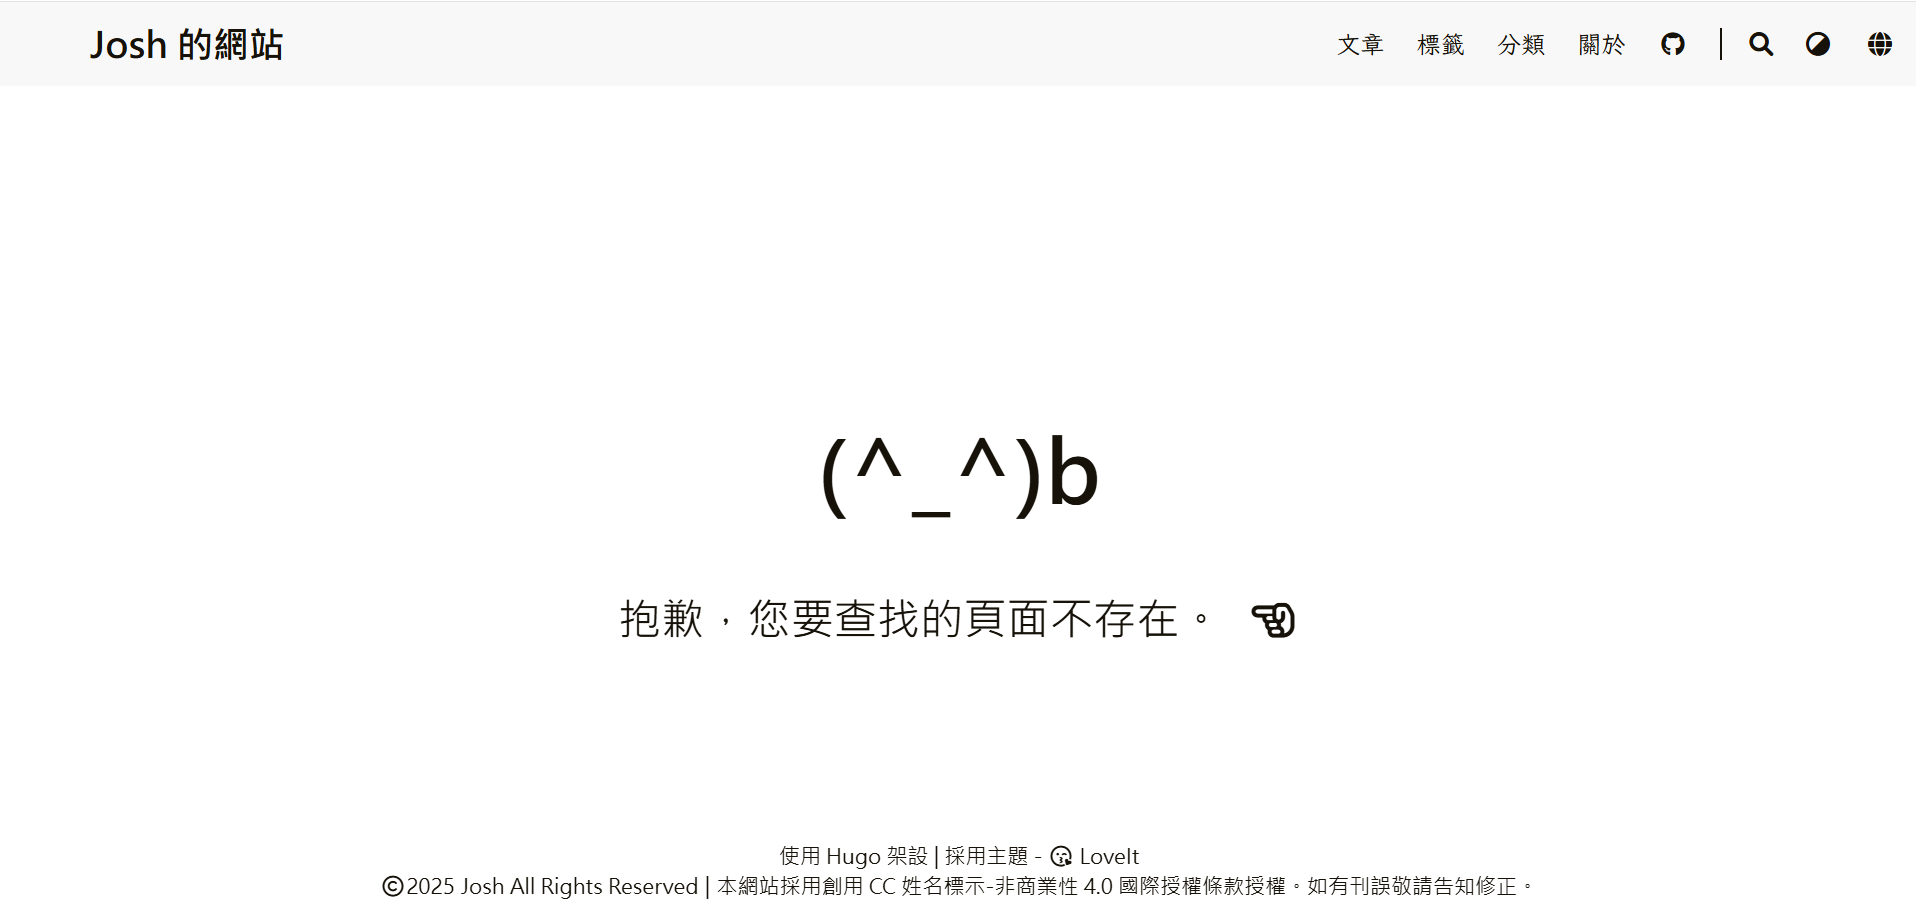 Josh 的網站
文章 標籤 分類 關於
(^_^)b
抱歉，您要查找的頁面不存在。
使用 Hugo 架設 | 採用主題 - LoveIt
©2025 Josh All Rights Reserved | 本網站採用創用 CC 姓名標示-非商業性 4.0 國際授權條款授權。如有刊誤敬請告知修正。